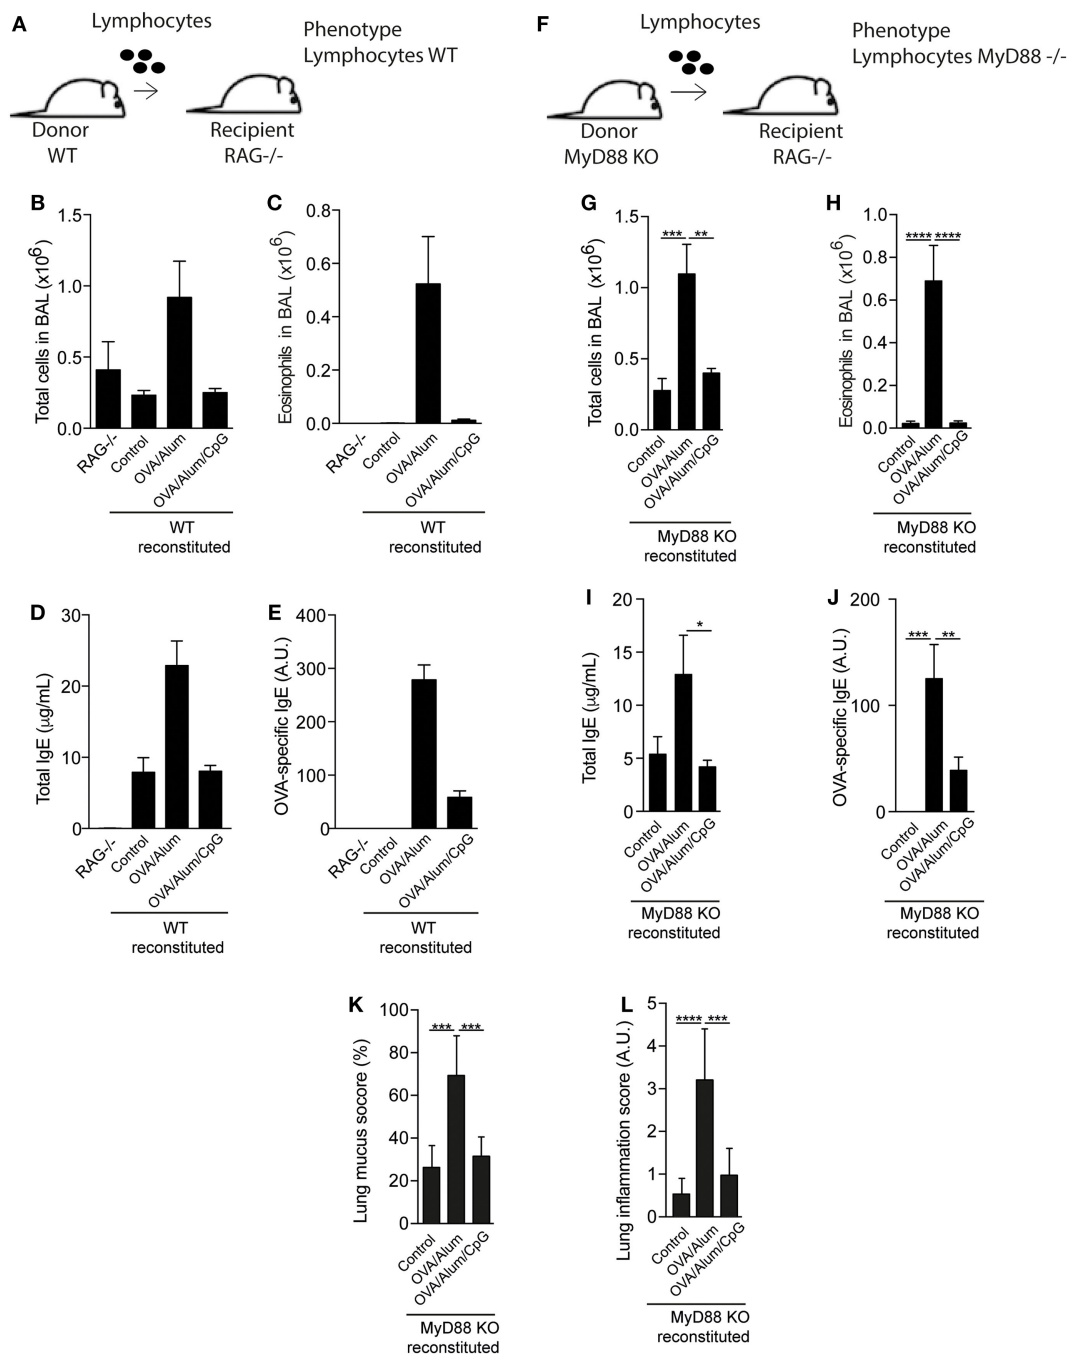 A
Lymphocytes
Phenotype
Lymphocytes WT
Donor
WT
Recipient
RAG-/-
F
Lymphocytes
Phenotype
Lymphocytes MyD88 -/-
Donor
MyD88 KO
Recipient
RAG-/-
B
Total cells in BAL (x10⁶)
1.5
1.0
0.5
0.0
RAG-/-
Control
OVA/Alum
OVA/Alum/CpG
WT
reconstituted
C
Eosinophils in BAL (x10⁶)
0.8
0.6
0.4
0.2
0.0
RAG-/-
Control
OVA/Alum
OVA/Alum/CpG
WT
reconstituted
G
Total cells in BAL (x10⁶)
1.5
1.0
0.5
0.0
*** **
Control
OVA/Alum
OVA/Alum/CpG
MyD88 KO
reconstituted
H
Eosinophils in BAL (x10⁶)
1.0
0.8
0.6
0.4
0.2
0.0
**** ****
Control
OVA/Alum
OVA/Alum/CpG
MyD88 KO
reconstituted
D
Total IgE (µg/mL)
30
20
10
0
RAG-/-
Control
OVA/Alum
OVA/Alum/CpG
WT
reconstituted
E
OVA-specific IgE (A.U.)
400
300
200
100
0
RAG-/-
Control
OVA/Alum
OVA/Alum/CpG
WT
reconstituted
I
Total IgE (µg/mL)
20
15
10
5
0
*
Control
OVA/Alum
OVA/Alum/CpG
MyD88 KO
reconstituted
J
OVA-specific IgE (A.U.)
200
100
0
*** **
Control
OVA/Alum
OVA/Alum/CpG
MyD88 KO
reconstituted
K
Lung mucus socore (%)
100
80
60
40
20
0
*** ***
Control
OVA/Alum
OVA/Alum/CpG
MyD88 KO
reconstituted
L
Lung inflammation score (A.U.)
5
4
3
2
1
0
**** ***
Control
OVA/Alum
OVA/Alum/CpG
MyD88 KO
reconstituted